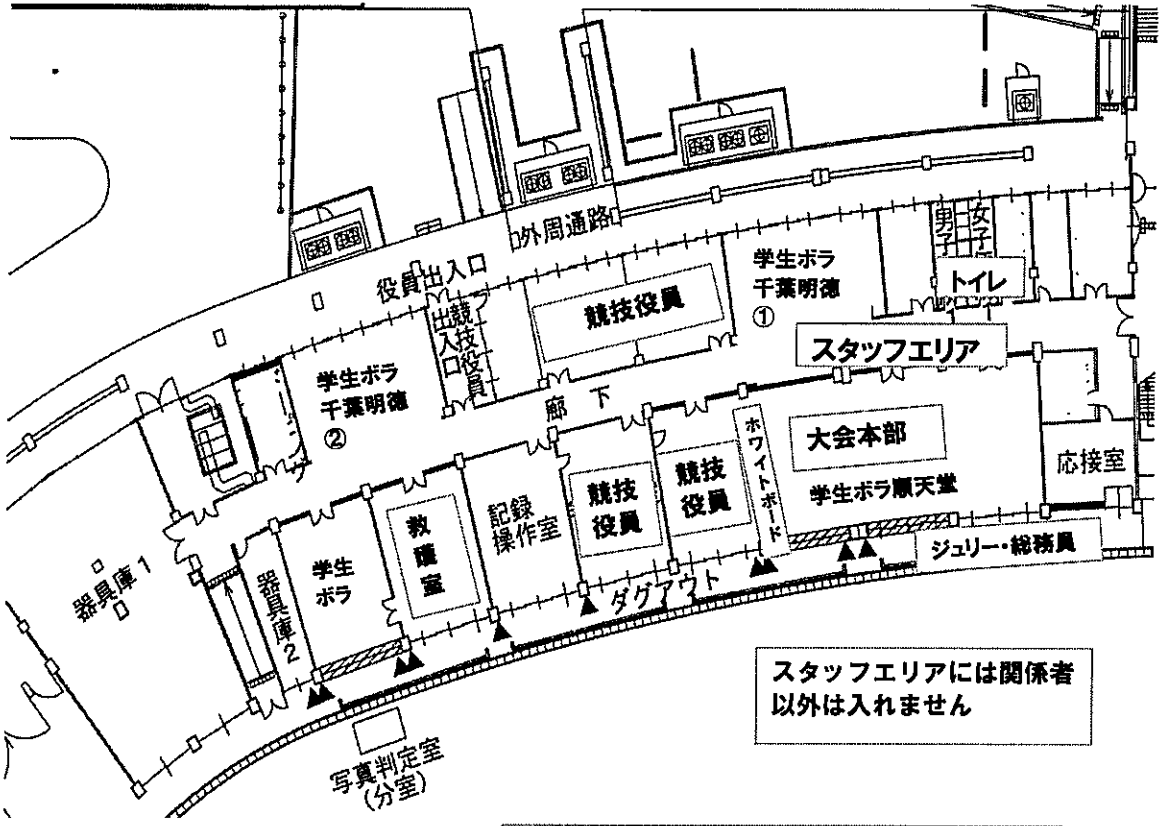 外周通路
役員出入口
競技役員
出入口
競技役員
学生ボラ
千葉明徳
①
男子
女子
トイレ
スタッフエリア
学生ボラ
千葉明徳
②
廊下
ホワイトボード
大会本部
学生ボラ順天堂
応接室
ジュリー・総務員
競技
役員
競技
役員
記録
操作室
救護室
学生
ボラ
器具庫1
器具庫2
ダグアウト
写真判定室
(分室)
スタッフエリアには関係者
以外は入れません